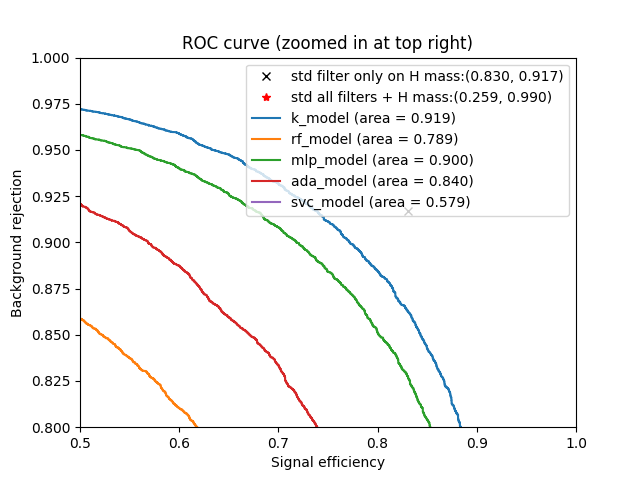 ROC curve (zoomed in at top right)
1.000
0.975
0.950
0.925
0.900
0.875
0.850
0.825
0.800
Background rejection
std filter only on H mass:(0.830, 0.917)
std all filters + H mass:(0.259, 0.990)
k_model (area = 0.919)
rf_model (area = 0.789)
mlp_model (area = 0.900)
ada_model (area = 0.840)
svc_model (area = 0.579)
0.5 0.6 0.7 0.8 0.9 1.0
Signal efficiency